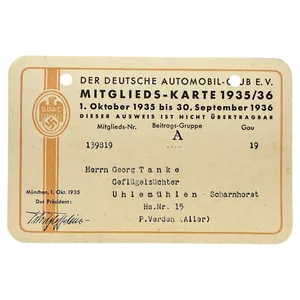 DDAC
DER DEUTSCHE AUTOMOBIL-CLUB E.V.
MITGLIEDS-KARTE 1935/36
1. Oktober 1935 bis 30. September 1936
DIESER AUSWEIS IST NICHT ÜBERTRAGBAR
Mitglieds-Nr. Beitrags-Gruppe Gau
A
139819 19
Herrn Georg Tanke
Geflügelzüchter
Uhlemühlen - Scharnhorst
Hs.Nr. 15
P.Verden (Aller)
München, 1. Okt. 1935
Der Präsident: